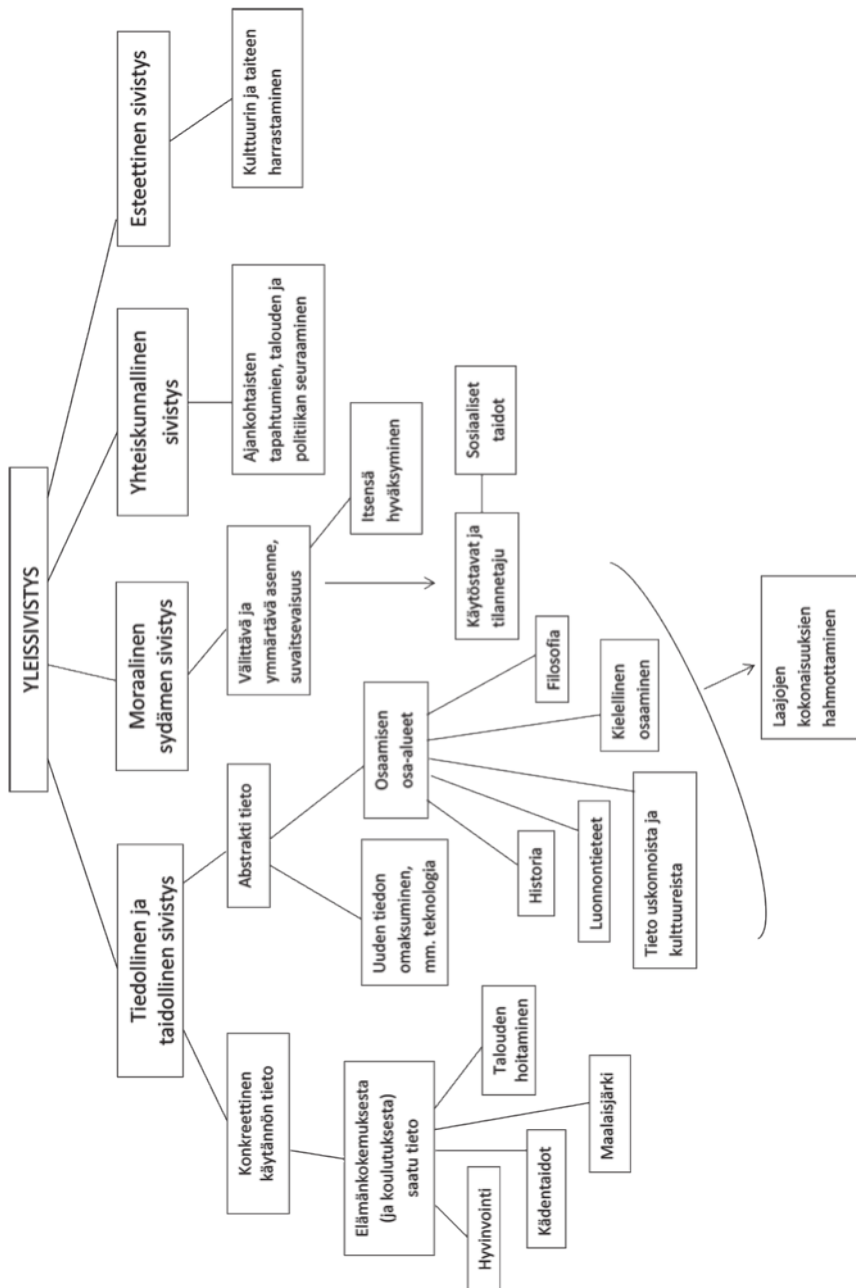 YLEISSIVISTYS
Tiedollinen ja
taidollinen sivistys
Moraalinen
sydämen sivistys
Yhteiskunnallinen
sivistys
Esteettinen sivistys
Konkreettinen
käytännön tieto
Abstrakti tieto
Välittävä ja
ymmärtävä asenne,
suvaitsevaisuus
Ajankohtaisten
tapahtumien, talouden ja
politiikan seuraaminen
Kulttuurin ja taiteen
harrastaminen
Elämänkokemuksesta
(ja koulutuksesta)
saatu tieto
Uuden tiedon
omaksuminen,
mm. teknologia
Osaamisen
osa-alueet
Itsensä
hyväksyminen
Hyvinvointi
Kädentaidot
Maalaisjärki
Talouden
hoitaminen
Historia
Luonnontieteet
Tieto uskonnoista ja
kulttuureista
Kielellinen
osaaminen
Filosofia
Käytöstavat ja
tilannetaju
Sosiaaliset
taidot
Laajojen
kokonaisuuksien
hahmottaminen